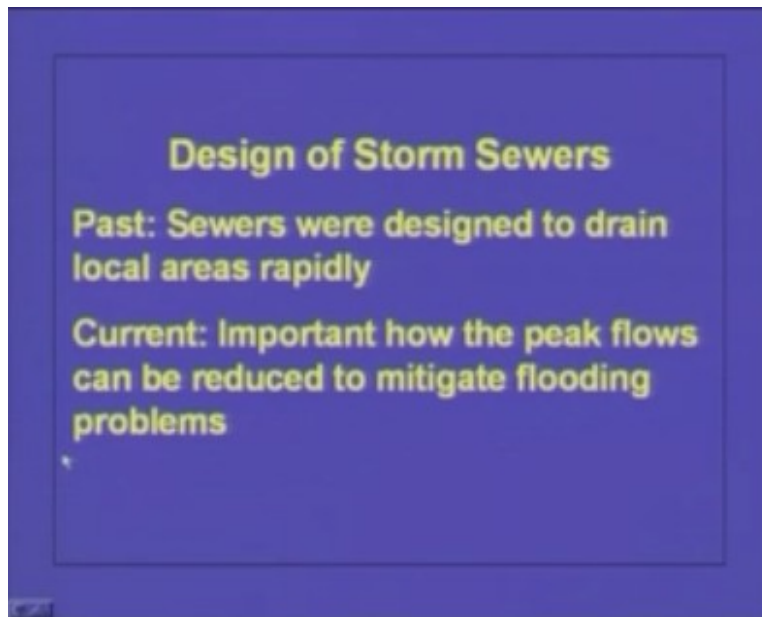 Design of Storm Sewers
Past: Sewers were designed to drain
local areas rapidly
Current: Important how the peak flows
can be reduced to mitigate flooding
problems